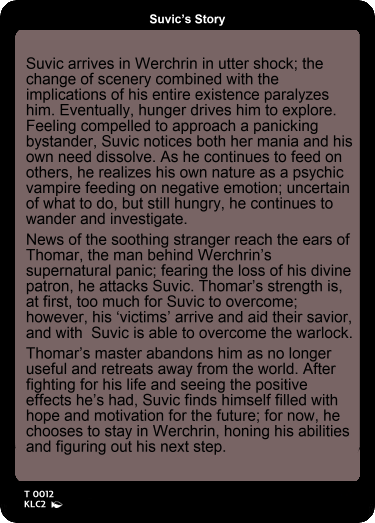 Suvic's Story
Suvic arrives in Werchrin in utter shock; the
change of scenery combined with the
implications of his entire existence paralyzes
him. Eventually, hunger drives him to explore.
Feeling compelled to approach a panicking
bystander, Suvic notices both her mania and his
own need dissolve. As he continues to feed on
others, he realizes his own nature as a psychic
vampire feeding on negative emotion; uncertain
of what to do, but still hungry, he continues to
wander and investigate.
News of the soothing stranger reach the ears of
Thomar, the man behind Werchrin's
supernatural panic; fearing the loss of his divine
patron, he attacks Suvic. Thomar's strength is,
at first, too much for Suvic to overcome;
however, his 'victims' arrive and aid their savior,
and with Suvic is able to overcome the warlock.
Thomar's master abandons him as no longer
useful and retreats away from the world. After
fighting for his life and seeing the positive
effects he's had, Suvic finds himself filled with
hope and motivation for the future; for now, he
chooses to stay in Werchrin, honing his abilities
and figuring out his next step.
T 0012
KLC2